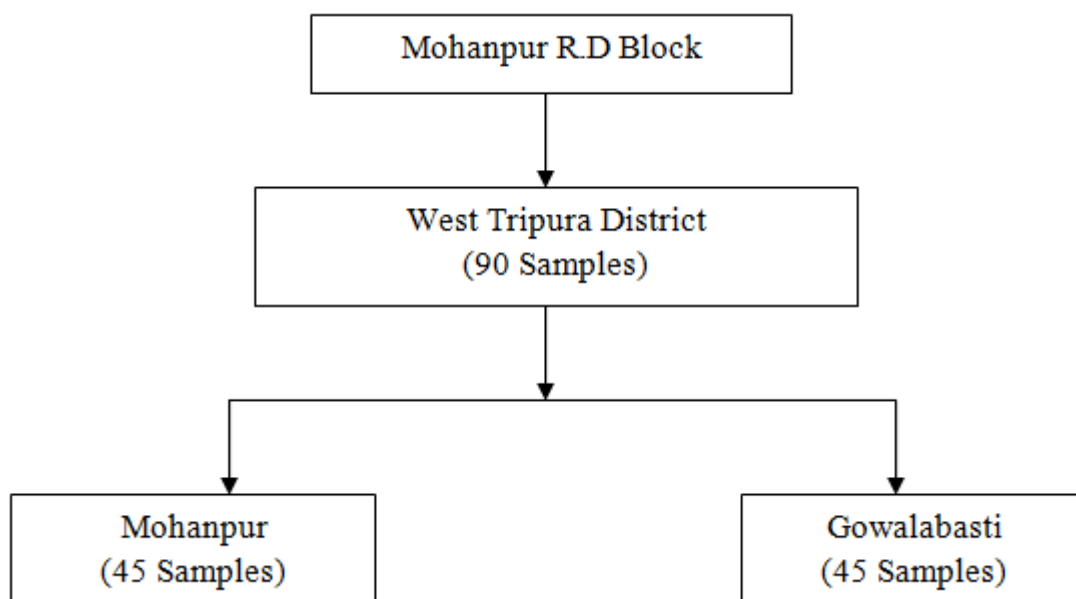 Mohanpur R.D Block
West Tripura District
(90 Samples)
Mohanpur
(45 Samples)
Gowalabasti
(45 Samples)